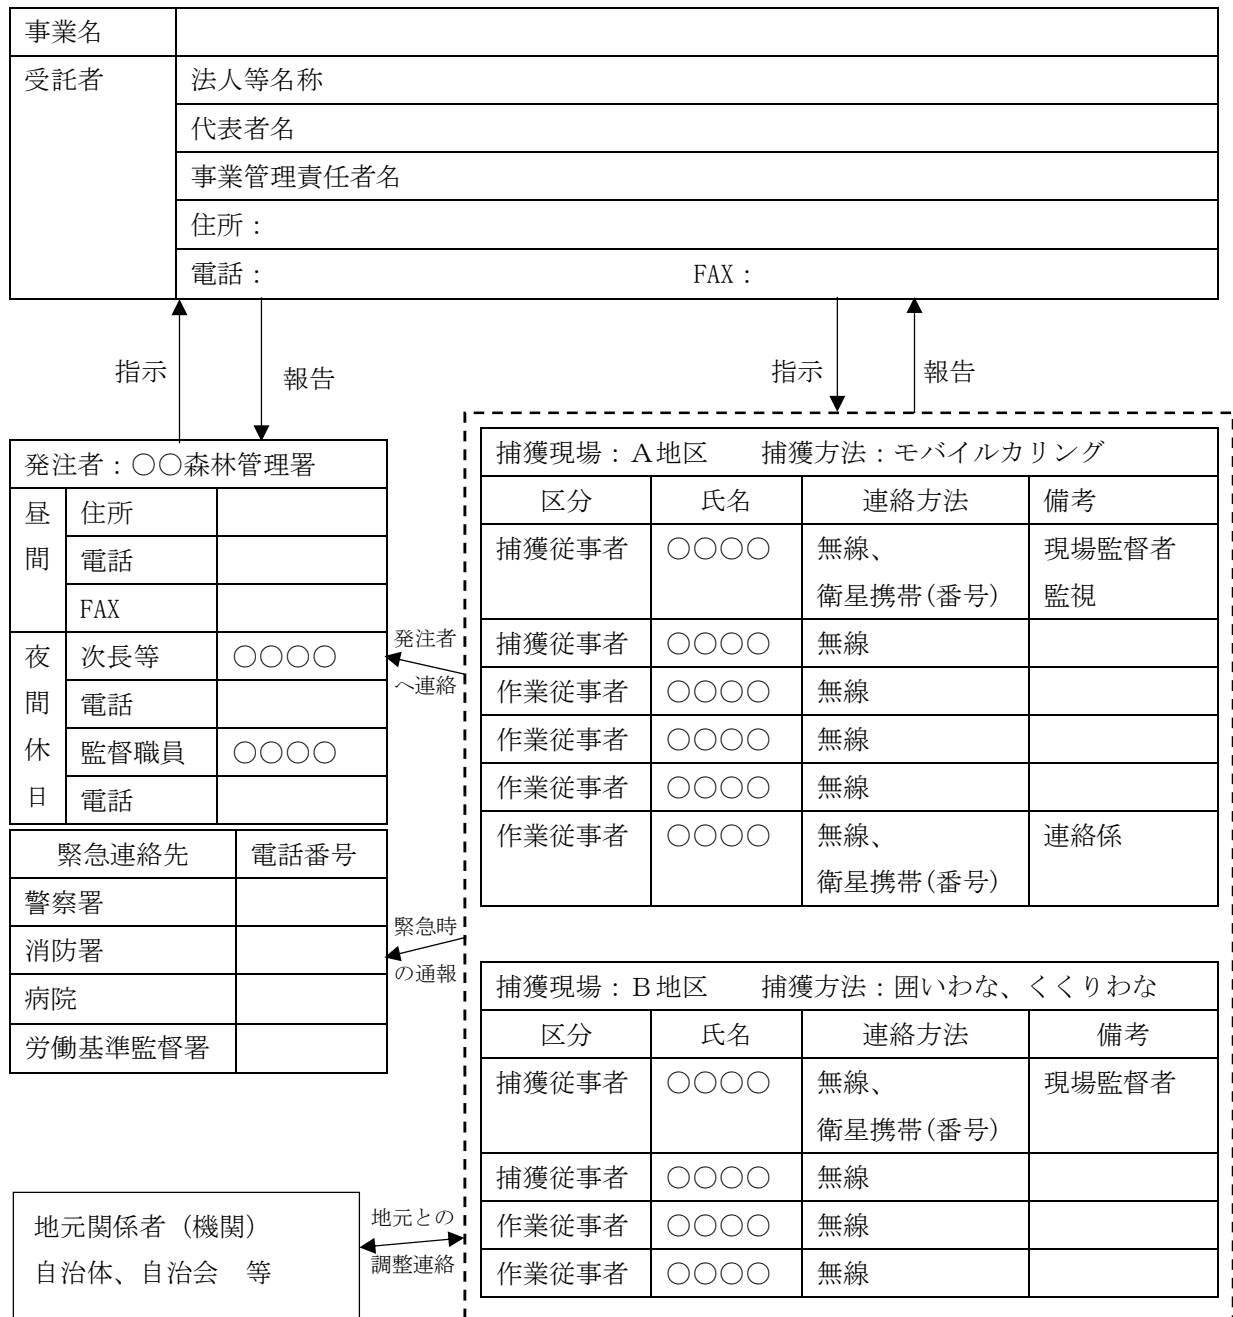 事業名
受託者
法人等名称
代表者名
事業管理責任者名
住所：
電話： FAX：
指示
報告
指示
報告
発注者：○○森林管理署
昼間
住所
電話
FAX
夜間休日
次長等 ○○○○
電話
監督職員 ○○○○
電話
緊急連絡先 電話番号
警察署
消防署
病院
労働基準監督署
発注者
へ連絡
緊急時
の通報
地元との
調整連絡
地元関係者（機関）
自治体、自治会　等
捕獲現場：Ａ地区　　捕獲方法：モバイルカリング
区分 氏名 連絡方法 備考
捕獲従事者 ○○○○ 無線、 現場監督者
衛星携帯(番号) 監視
捕獲従事者 ○○○○ 無線
作業従事者 ○○○○ 無線
作業従事者 ○○○○ 無線
作業従事者 ○○○○ 無線
作業従事者 ○○○○ 無線、 連絡係
衛星携帯(番号)
捕獲現場：Ｂ地区　　捕獲方法：囲いわな、くくりわな
区分 氏名 連絡方法 備考
捕獲従事者 ○○○○ 無線、 現場監督者
衛星携帯(番号)
捕獲従事者 ○○○○ 無線
作業従事者 ○○○○ 無線
作業従事者 ○○○○ 無線